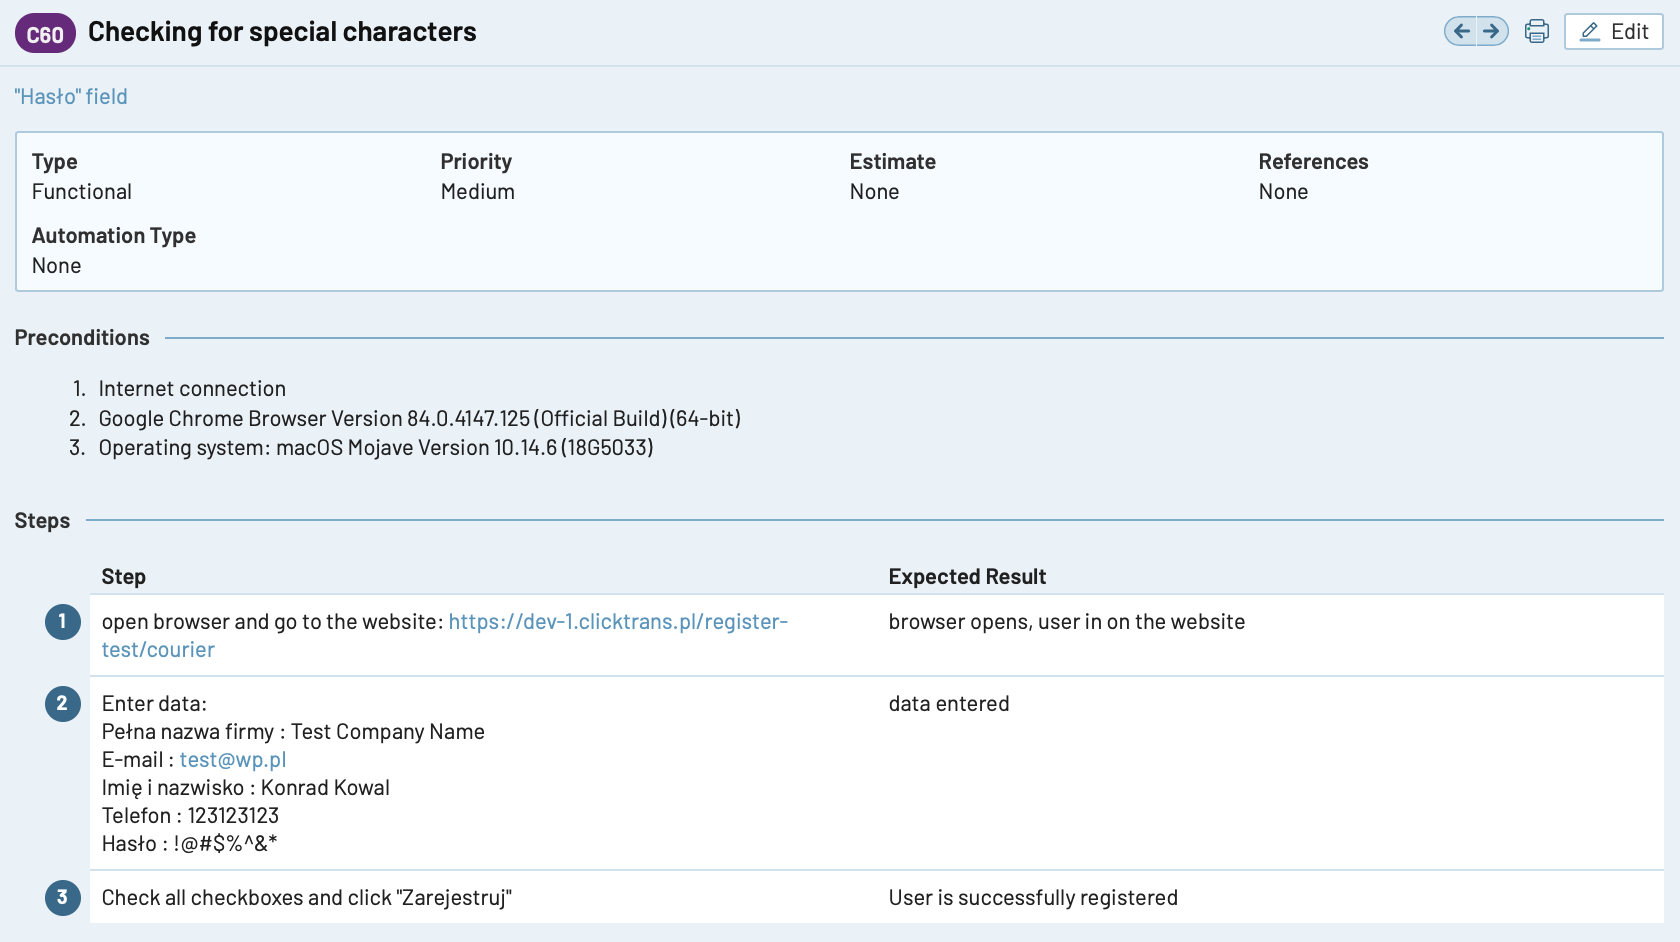 C60 Checking for special characters
Edit
"Hasło" field
Type Priority Estimate References
Functional Medium None None
Automation Type
None
Preconditions
1. Internet connection
2. Google Chrome Browser Version 84.0.4147.125 (Official Build) (64-bit)
3. Operating system: macOS Mojave Version 10.14.6 (18G5033)
Steps
Step Expected Result
1 open browser and go to the website: https://dev-1.clicktrans.pl/register- browser opens, user in on the website
test/courier
2 Enter data: data entered
Pełna nazwa firmy : Test Company Name
E-mail : test@wp.pl
Imię i nazwisko : Konrad Kowal
Telefon : 123123123
Hasło : !@#$%^&*
3 Check all checkboxes and click "Zarejestruj" User is successfully registered